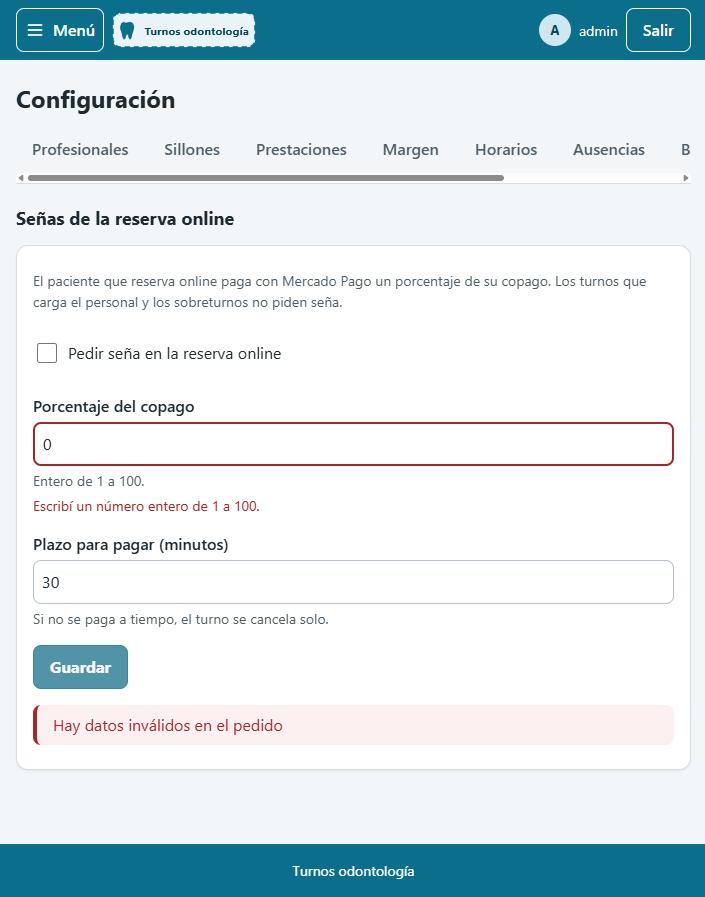 Menú
Turnos odontología
A
admin
Salir
Configuración
Profesionales
Sillones
Prestaciones
Margen
Horarios
Ausencias
B
Señas de la reserva online
El paciente que reserva online paga con Mercado Pago un porcentaje de su copago. Los turnos que
carga el personal y los sobreturnos no piden seña.
Pedir seña en la reserva online
Porcentaje del copago
0
Entero de 1 a 100.
Escribí un número entero de 1 a 100.
Plazo para pagar (minutos)
30
Si no se paga a tiempo, el turno se cancela solo.
Guardar
Hay datos inválidos en el pedido
Turnos odontología